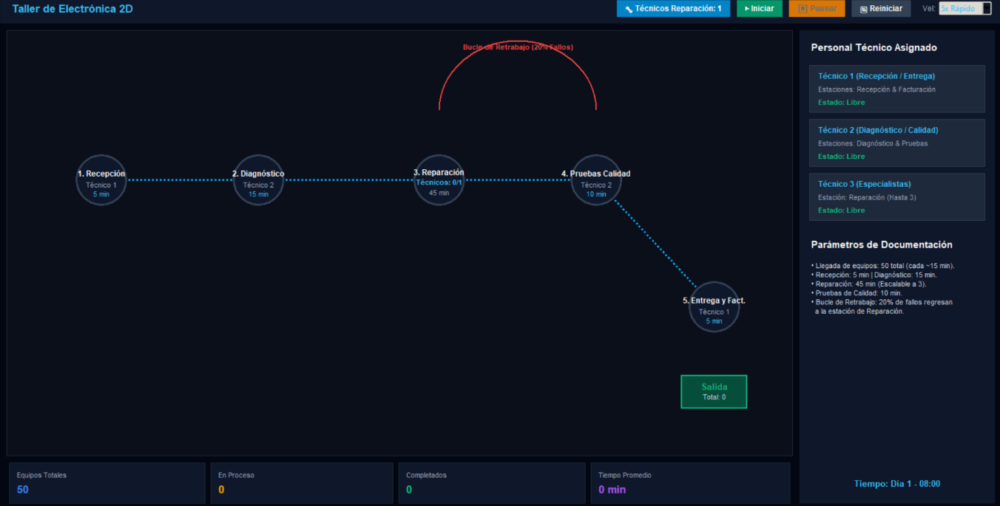 Taller de Electrónica 2D
Técnicos Reparación: 1
Iniciar
Pausar
Reiniciar
Vel:
5x Rápido
Bucle de Retrabajo (20% Fallos)
1. Recepción
Técnico 1
5 min
2. Diagnóstico
Técnico 2
15 min
3. Reparación
Técnicos: 0/1
45 min
4. Pruebas Calidad
Técnico 2
10 min
5. Entrega y Fact.
Técnico 1
5 min
Salida
Total: 0
Personal Técnico Asignado
Técnico 1 (Recepción / Entrega)
Estaciones: Recepción & Facturación
Estado: Libre
Técnico 2 (Diagnóstico / Calidad)
Estaciones: Diagnóstico & Pruebas
Estado: Libre
Técnico 3 (Especialistas)
Estación: Reparación (Hasta 3)
Estado: Libre
Parámetros de Documentación
• Llegada de equipos: 50 total (cada ~15 min).
• Recepción: 5 min | Diagnóstico: 15 min.
• Reparación: 45 min (Escalable a 3).
• Pruebas de Calidad: 10 min.
• Bucle de Retrabajo: 20% de fallos regresan
a la estación de Reparación.
Tiempo: Día 1 - 08:00
Equipos Totales
50
En Proceso
0
Completados
0
Tiempo Promedio
0 min